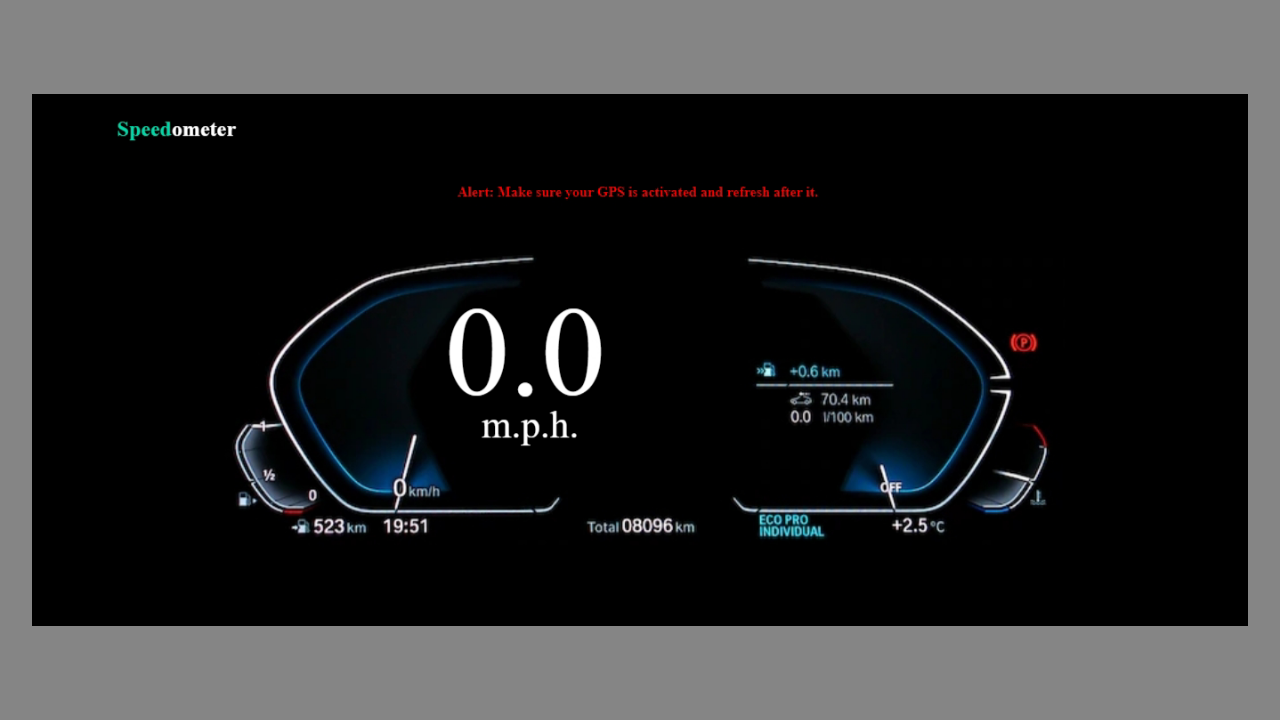 Speedometer
Alert: Make sure your GPS is activated and refresh after it.
0.0
m.p.h.
P
+0.6 km
70.4 km
0.0 l/100 km
1
1/2
0
0 km/h
OFF
523 km
19:51
Total 08096 km
ECO PRO
INDIVIDUAL
+2.5 °C